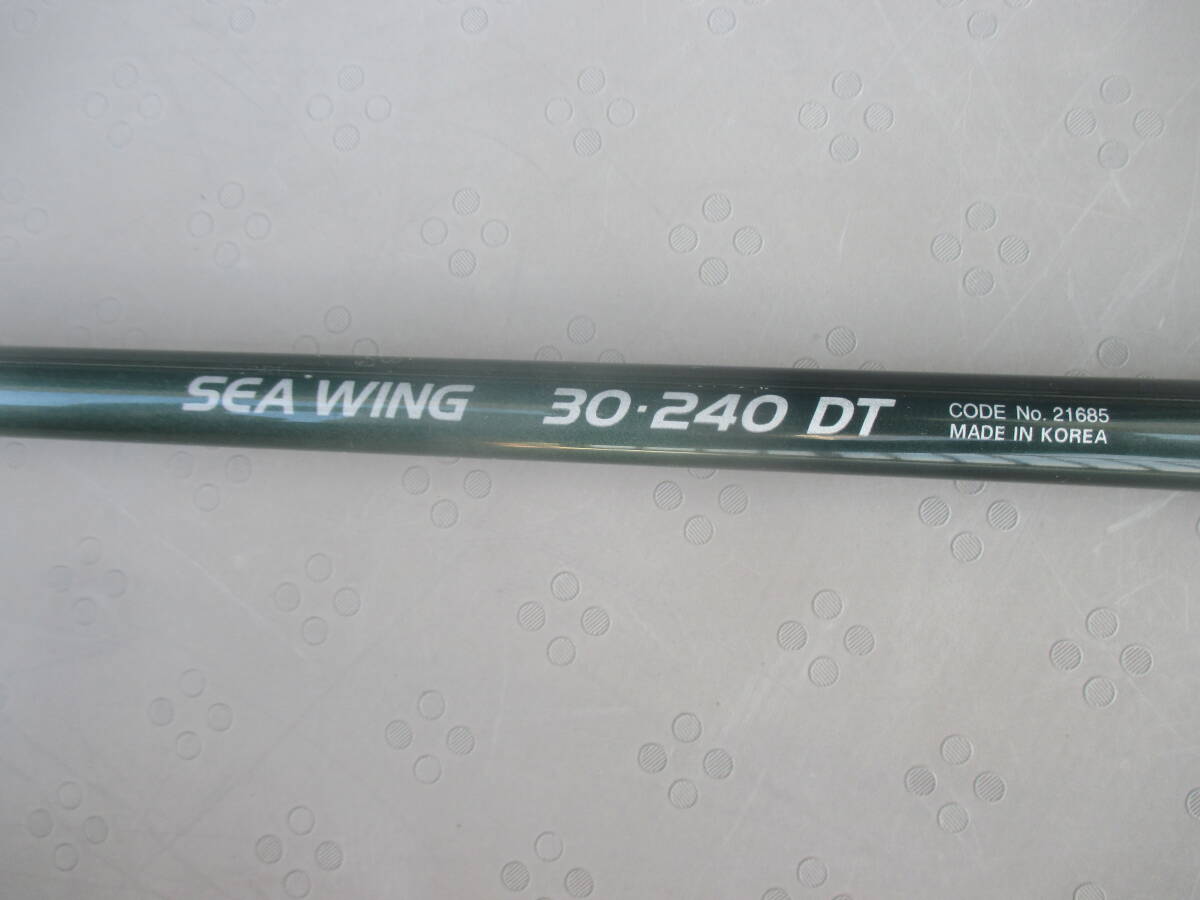 SEA WING 30·240 DT
CODE No. 21685
MADE IN KOREA